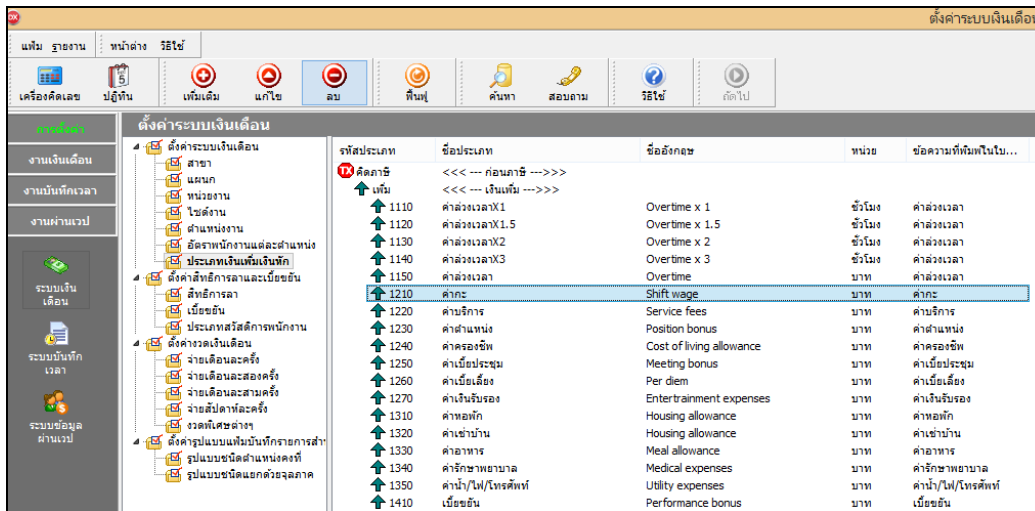 ตั้งค่าระบบเงินเดือน
แฟ้ม รายงาน หน้าต่าง วิธีใช้
เครื่องคิดเลข ปฏิทิน เพิ่มเติม แก้ไข ลบ ฟื้นฟู ค้นหา สอบถาม วิธีใช้ ถัดไป
การตั้งค่า
งานเงินเดือน
งานบันทึกเวลา
งานผ่านเวป
ระบบเงิน
เดือน
ระบบบันทึก
เวลา
ระบบข้อมูล
ผ่านเวป
ตั้งค่าระบบเงินเดือน
ตั้งค่าระบบเงินเดือน
สาขา
แผนก
หน่วยงาน
ไซด์งาน
ตำแหน่งงาน
อัตราพนักงานแต่ละตำแหน่ง
ประเภทเงินเพิ่มเงินหัก
ตั้งค่าสิทธิการลาและเบี้ยขยัน
สิทธิการลา
เบี้ยขยัน
ประเภทสวัสดิการพนักงาน
ตั้งค่างวดเงินเดือน
จ่ายเดือนละครั้ง
จ่ายเดือนละสองครั้ง
จ่ายเดือนละสามครั้ง
จ่ายสัปดาห์ละครั้ง
งวดพิเศษต่างๆ
ตั้งค่ารูปแบบแฟ้มบันทึกรายการสำ
รูปแบบชนิดตำแหน่งคงที่
รูปแบบชนิดแยกด้วยจุลภาค
รหัสประเภท ชื่อประเภท ชื่ออังกฤษ หน่วย ข้อความที่พิมพ์ในใบ...
TX คิดภาษี <<< --- ก่อนภาษี --->>>
เพิ่ม <<< --- เงินเพิ่ม --->>>
1110 ค่าล่วงเวลาX1 Overtime x 1 ชั่วโมง ค่าล่วงเวลา
1120 ค่าล่วงเวลาX1.5 Overtime x 1.5 ชั่วโมง ค่าล่วงเวลา
1130 ค่าล่วงเวลาX2 Overtime x 2 ชั่วโมง ค่าล่วงเวลา
1140 ค่าล่วงเวลาX3 Overtime x 3 ชั่วโมง ค่าล่วงเวลา
1150 ค่าล่วงเวลา Overtime บาท ค่าล่วงเวลา
1210 ค่ากะ Shift wage บาท ค่ากะ
1220 ค่าบริการ Service fees บาท ค่าบริการ
1230 ค่าตำแหน่ง Position bonus บาท ค่าตำแหน่ง
1240 ค่าครองชีพ Cost of living allowance บาท ค่าครองชีพ
1250 ค่าเบี้ยประชุม Meeting bonus บาท ค่าเบี้ยประชุม
1260 ค่าเบี้ยเลี้ยง Per diem บาท ค่าเบี้ยเลี้ยง
1270 ค่าเงินรับรอง Entertrainment expenses บาท ค่าเงินรับรอง
1310 ค่าหอพัก Housing allowance บาท ค่าหอพัก
1320 ค่าเช่าบ้าน Housing allowance บาท ค่าเช่าบ้าน
1330 ค่าอาหาร Meal allowance บาท ค่าอาหาร
1340 ค่ารักษาพยาบาล Medical expenses บาท ค่ารักษาพยาบาล
1350 ค่าน้ำ/ไฟ/โทรศัพท์ Utility expenses บาท ค่าน้ำ/ไฟ/โทรศัพท์
1410 เบี้ยขยัน Performance bonus บาท เบี้ยขยัน